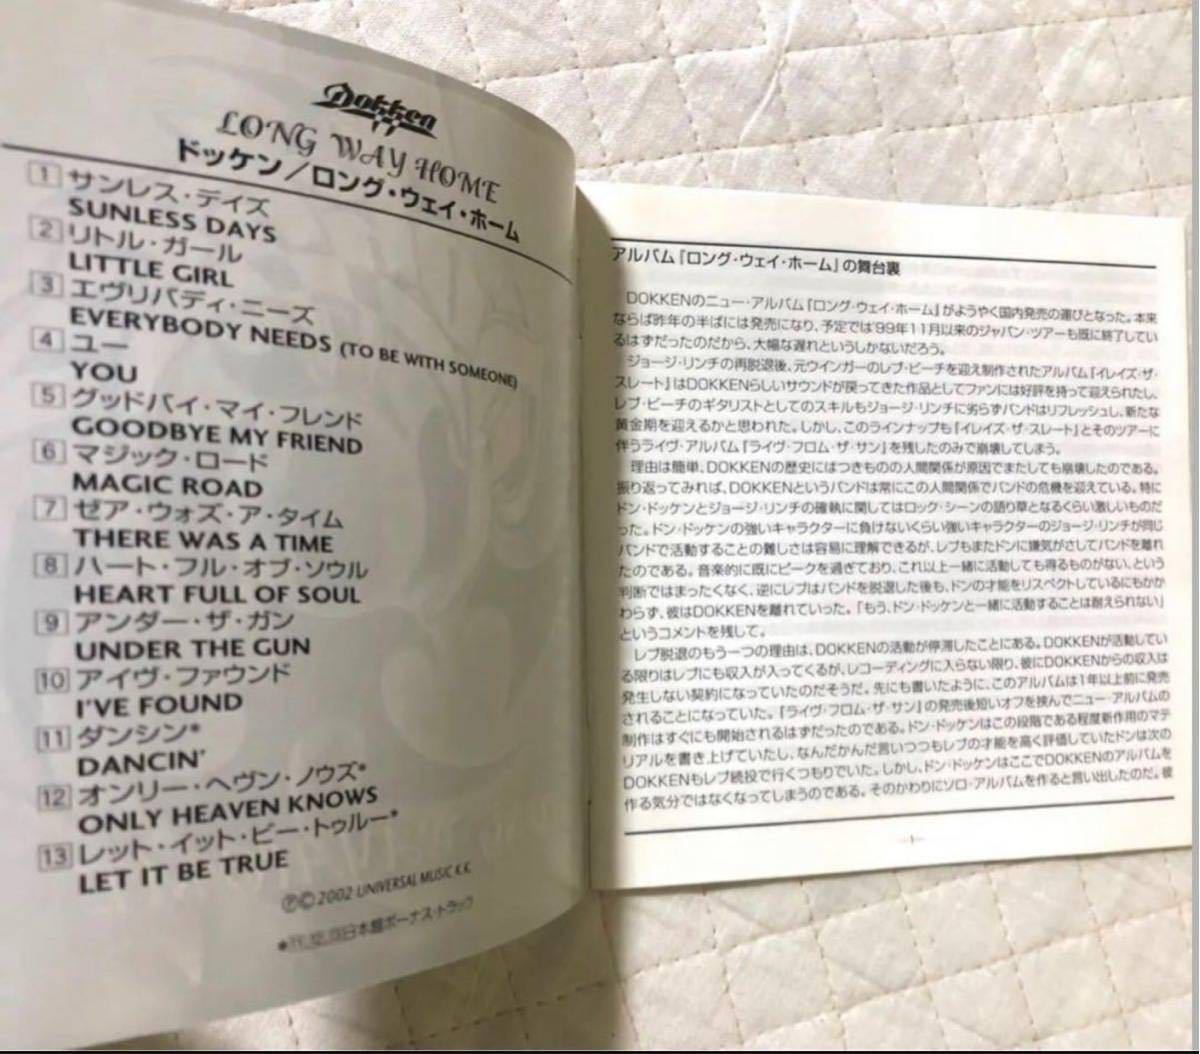 Dokken
LONG WAY HOME
ドッケン／ロング・ウェイ・ホーム
1 サンレス・デイズ
SUNLESS DAYS
2 リトル・ガール
LITTLE GIRL
3 エヴリバディ・ニーズ
EVERYBODY NEEDS (TO BE WITH SOMEONE)
4 ユー
YOU
5 グッドバイ・マイ・フレンド
GOODBYE MY FRIEND
6 マジック・ロード
MAGIC ROAD
7 ゼア・ウォズ・ア・タイム
THERE WAS A TIME
8 ハート・フル・オブ・ソウル
HEART FULL OF SOUL
9 アンダー・ザ・ガン
UNDER THE GUN
10 アイヴ・ファウンド
I'VE FOUND
11 ダンシン*
DANCIN'
12 オンリー・ヘヴン・ノウズ*
ONLY HEAVEN KNOWS
13 レット・イット・ビー・トゥルー*
LET IT BE TRUE
ⓅⒸ2002 UNIVERSAL MUSIC K.K.
*11, 12, 13日本盤ボーナス・トラック
アルバム『ロング・ウェイ・ホーム』の舞台裏
DOKKENのニュー・アルバム『ロング・ウェイ・ホーム』がようやく国内発売の運びとなった。本来
ならば昨年の半ばには発売になり、予定では'99年11月以来のジャパン・ツアーも既に終了してい
るはずだったのだから、大幅な遅れというしかないだろう。
ジョージ・リンチの再脱退後、元ウインガーのレブ・ビーチを迎え制作されたアルバム『イレイズ・ザ・
スレート』はDOKKENらしいサウンドが戻ってきた作品としてファンには好評を持って迎えられたし、
レブ・ビーチのギタリストとしてのスキルもジョージ・リンチに劣らずバンドはリフレッシュし、新たな
黄金期を迎えるかと思われた。しかし、このラインナップも『イレイズ・ザ・スレート』とそのツアーに
伴うライヴ・アルバム『ライヴ・フロム・ザ・サン』を残したのみで崩壊してしまう。
理由は簡単、DOKKENの歴史にはつきものの人間関係が原因でまたしても崩壊したのである。
振り返ってみれば、DOKKENというバンドは常にこの人間関係でバンドの危機を迎えている。特に
ドン・ドッケンとジョージ・リンチの確執に関してはロック・シーンの語り草となるくらい激しいものだ
った。ドン・ドッケンの強いキャラクターに負けないくらい強いキャラクターのジョージ・リンチが同じ
バンドで活動することの難しさは容易に理解できるが、レブもまたドンに嫌気がさしてバンドを離れ
たのである。音楽的に既にピークを過ぎており、これ以上一緒に活動しても得るものがない、という
判断ではまったくなく、逆にレブはバンドを脱退した後も、ドンの才能をリスペクトしているにもかか
わらず、彼はDOKKENを離れていった。「もう、ドン・ドッケンと一緒に活動することは耐えられない」
というコメントを残して。
レブ脱退のもう一つの理由は、DOKKENの活動が停滞したことにある。DOKKENが活動してい
る限りはレブにも収入が入ってくるが、レコーディングに入らない限り、彼にDOKKENからの収入は
発生しない契約になっていたのだそうだ。先にも書いたように、このアルバムは1年以上前に発売
されることになっていた。『ライヴ・フロム・ザ・サン』の発売後短いオフを挟んでニュー・アルバムの
制作はすぐにも開始されるはずだったのである。ドン・ドッケンはこの段階である程度新作用のマテ
リアルを書き上げていたし、なんだかんだ言いつつもレブの才能を高く評価していたドンは次の
DOKKENもレブ続投で行くつもりでいた。しかし、ドン・ドッケンはここでDOKKENのアルバムを
作る気分ではなくなってしまうのである。そのかわりにソロ・アルバムを作ると言い出したのだ。彼
—1—